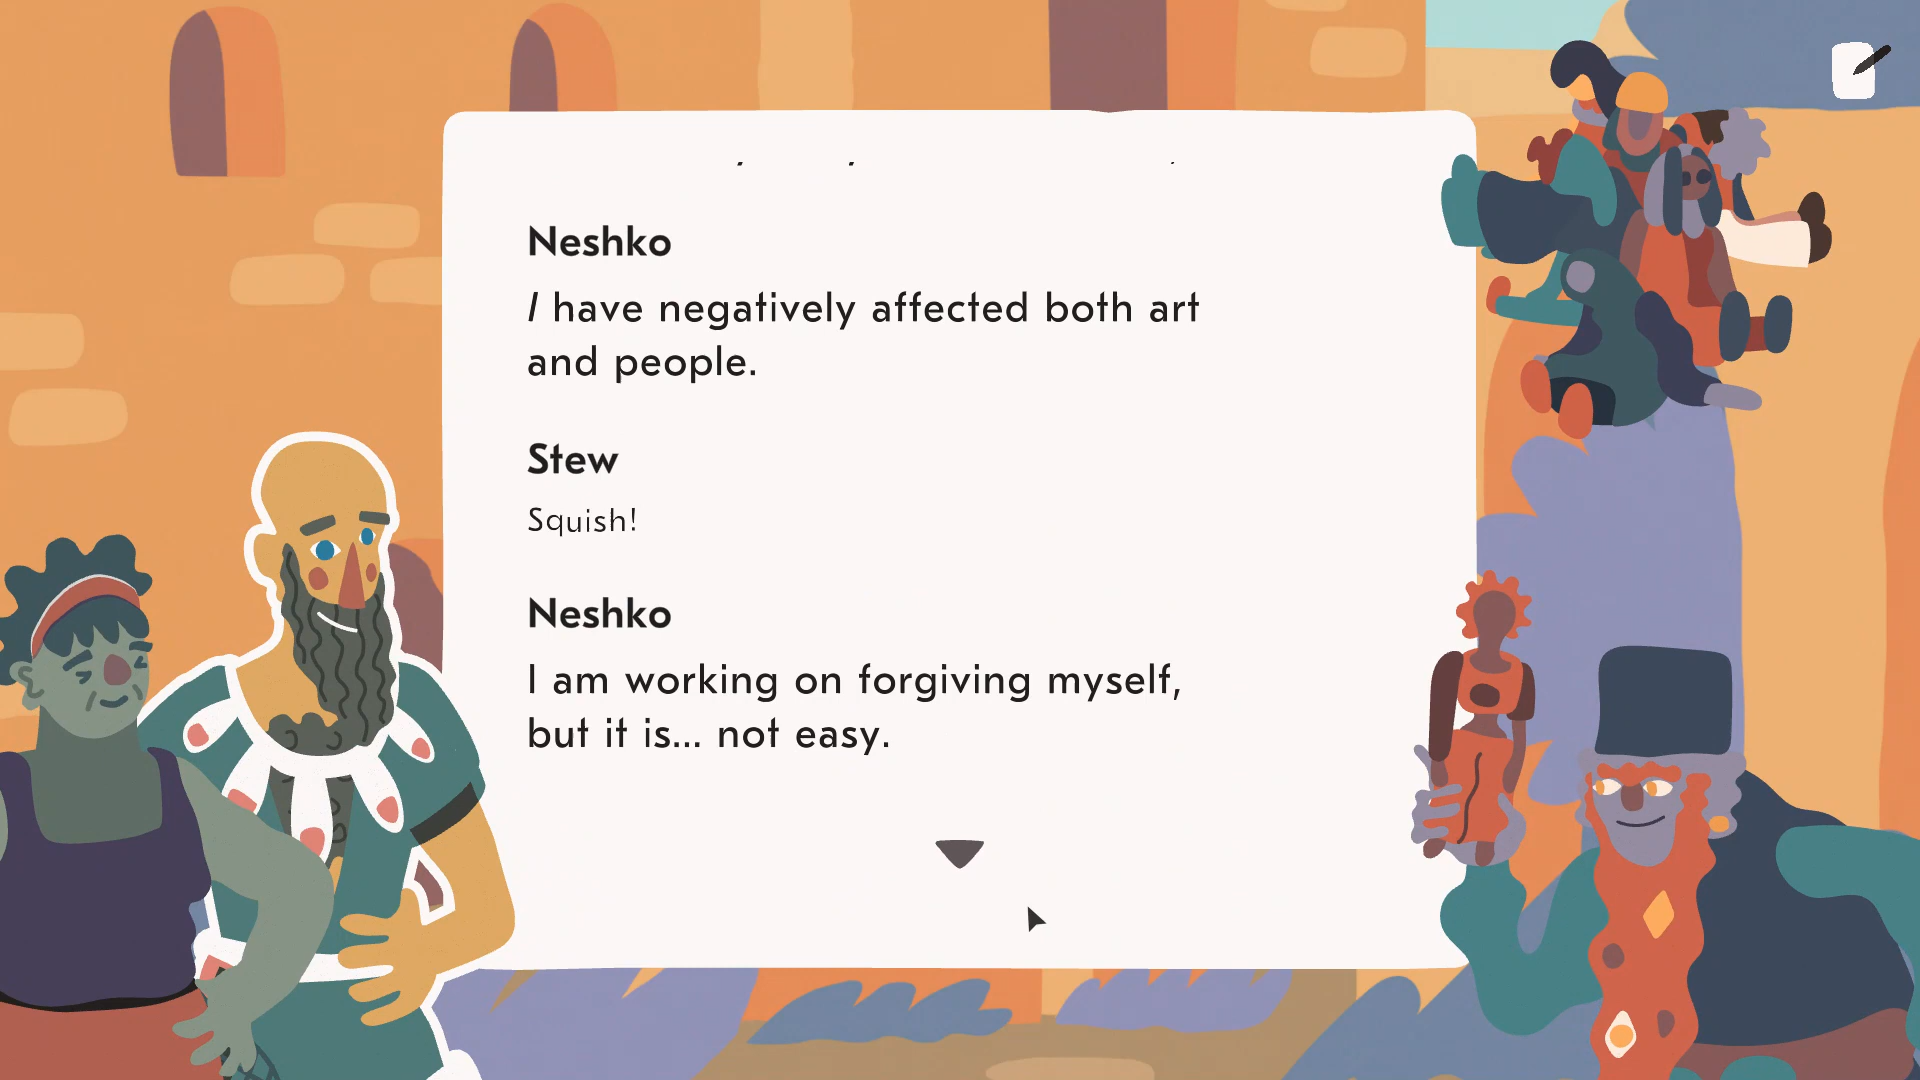 Neshko
I have negatively affected both art
and people.
Stew
Squish!
Neshko
I am working on forgiving myself,
but it is... not easy.